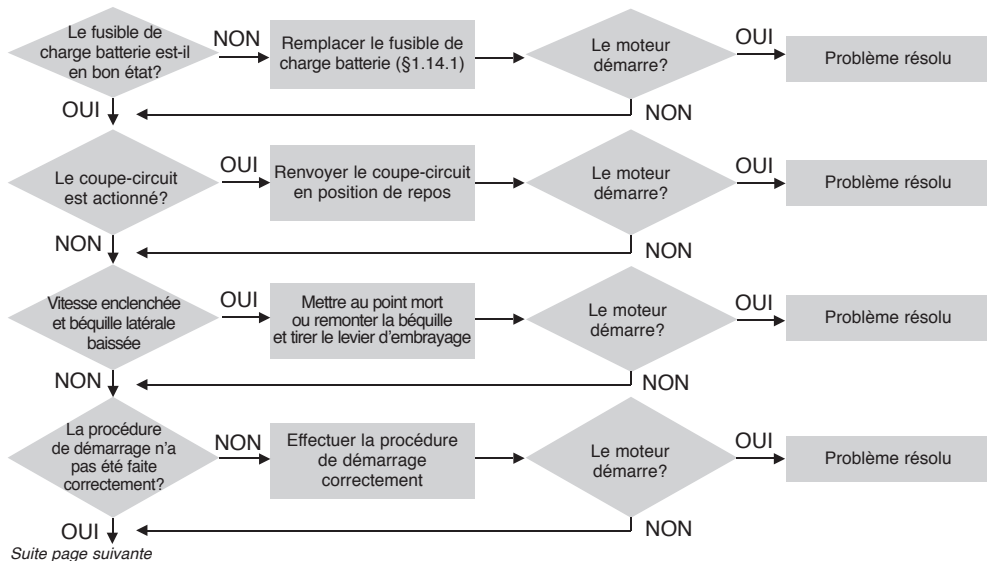 Le fusible de
charge batterie est-il
en bon état?
NON
Remplacer le fusible de
charge batterie (§1.14.1)
Le moteur
démarre?
OUI
Problème résolu
OUI
NON
Le coupe-circuit
est actionné?
OUI
Renvoyer le coupe-circuit
en position de repos
Le moteur
démarre?
OUI
Problème résolu
NON
NON
Vitesse enclenchée
et béquille latérale
baissée
OUI
Mettre au point mort
ou remonter la béquille
et tirer le levier d'embrayage
Le moteur
démarre?
OUI
Problème résolu
NON
NON
La procédure
de démarrage n'a
pas été faite
correctement?
NON
Effectuer la procédure
de démarrage
correctement
Le moteur
démarre?
OUI
Problème résolu
OUI
NON
Suite page suivante